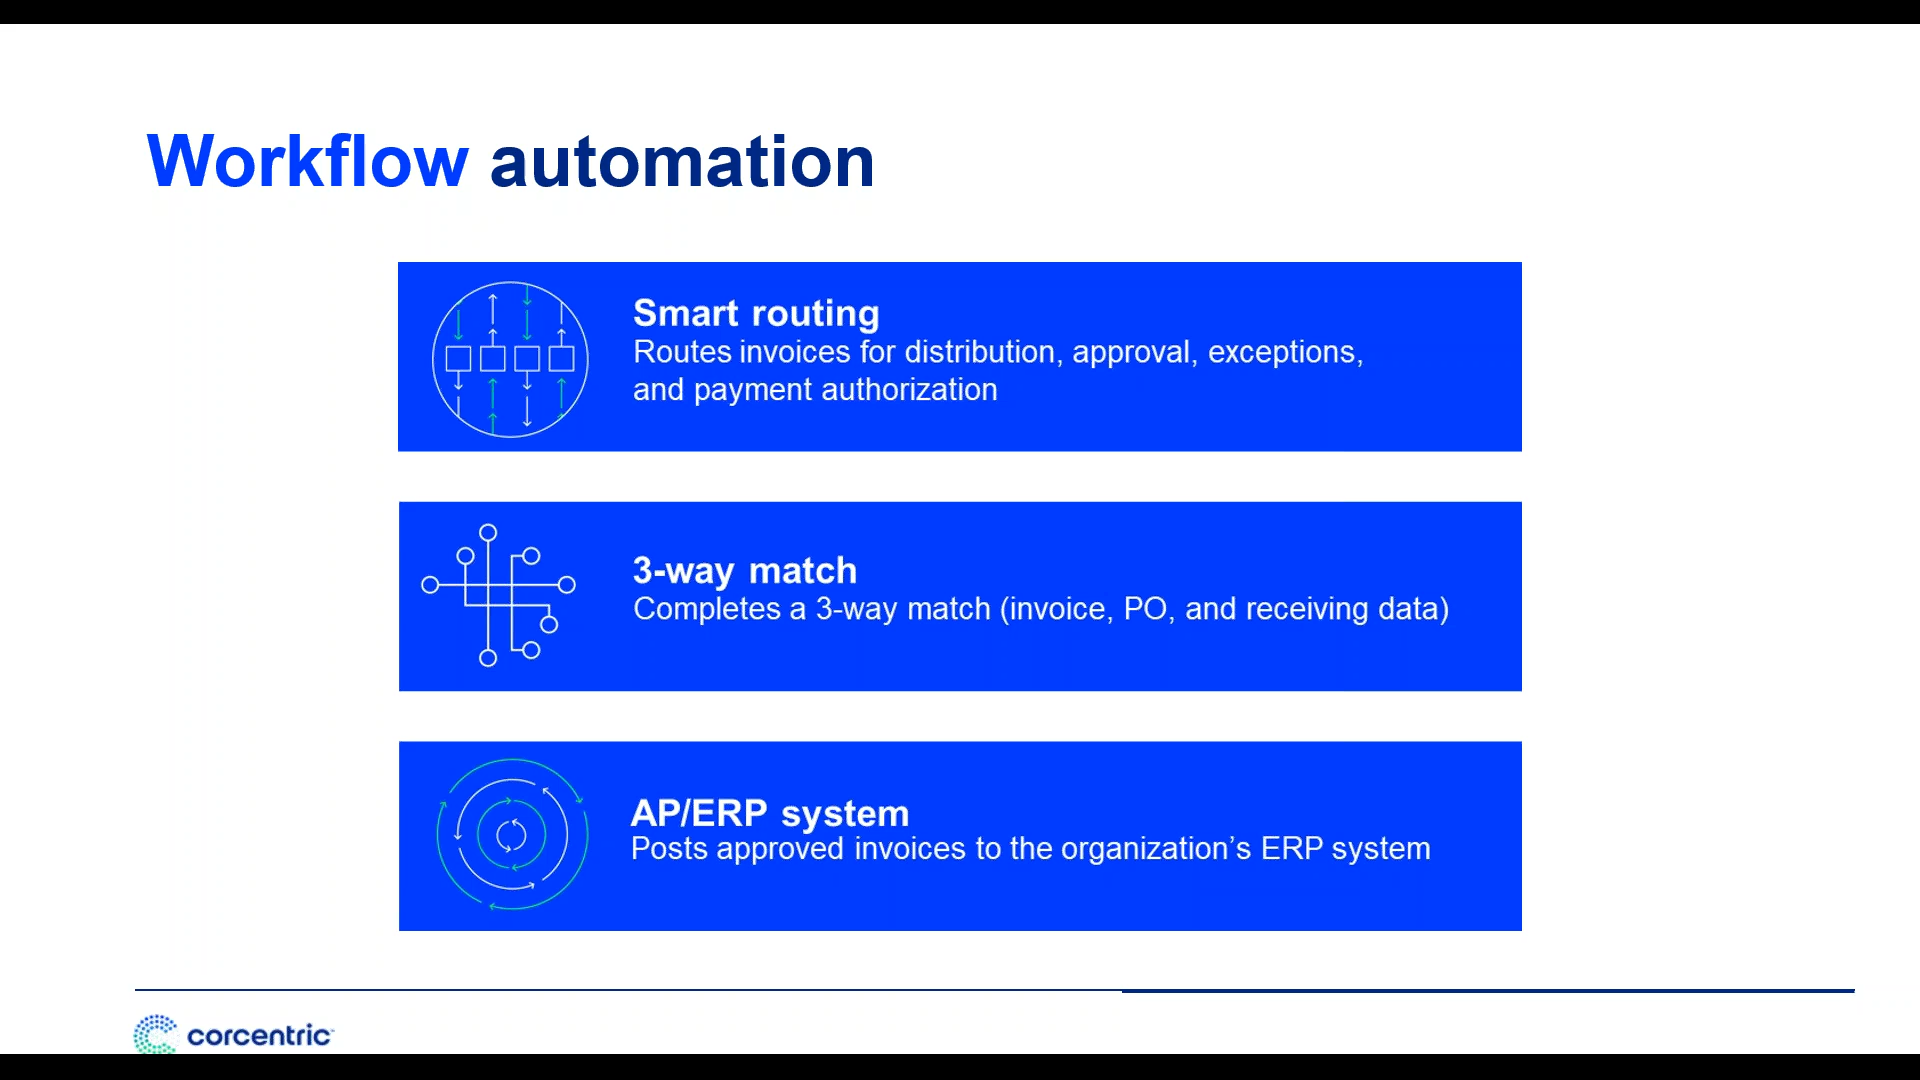 Workflow automation
Smart routing
Routes invoices for distribution, approval, exceptions,
and payment authorization
3-way match
Completes a 3-way match (invoice, PO, and receiving data)
AP/ERP system
Posts approved invoices to the organization’s ERP system
corcentric